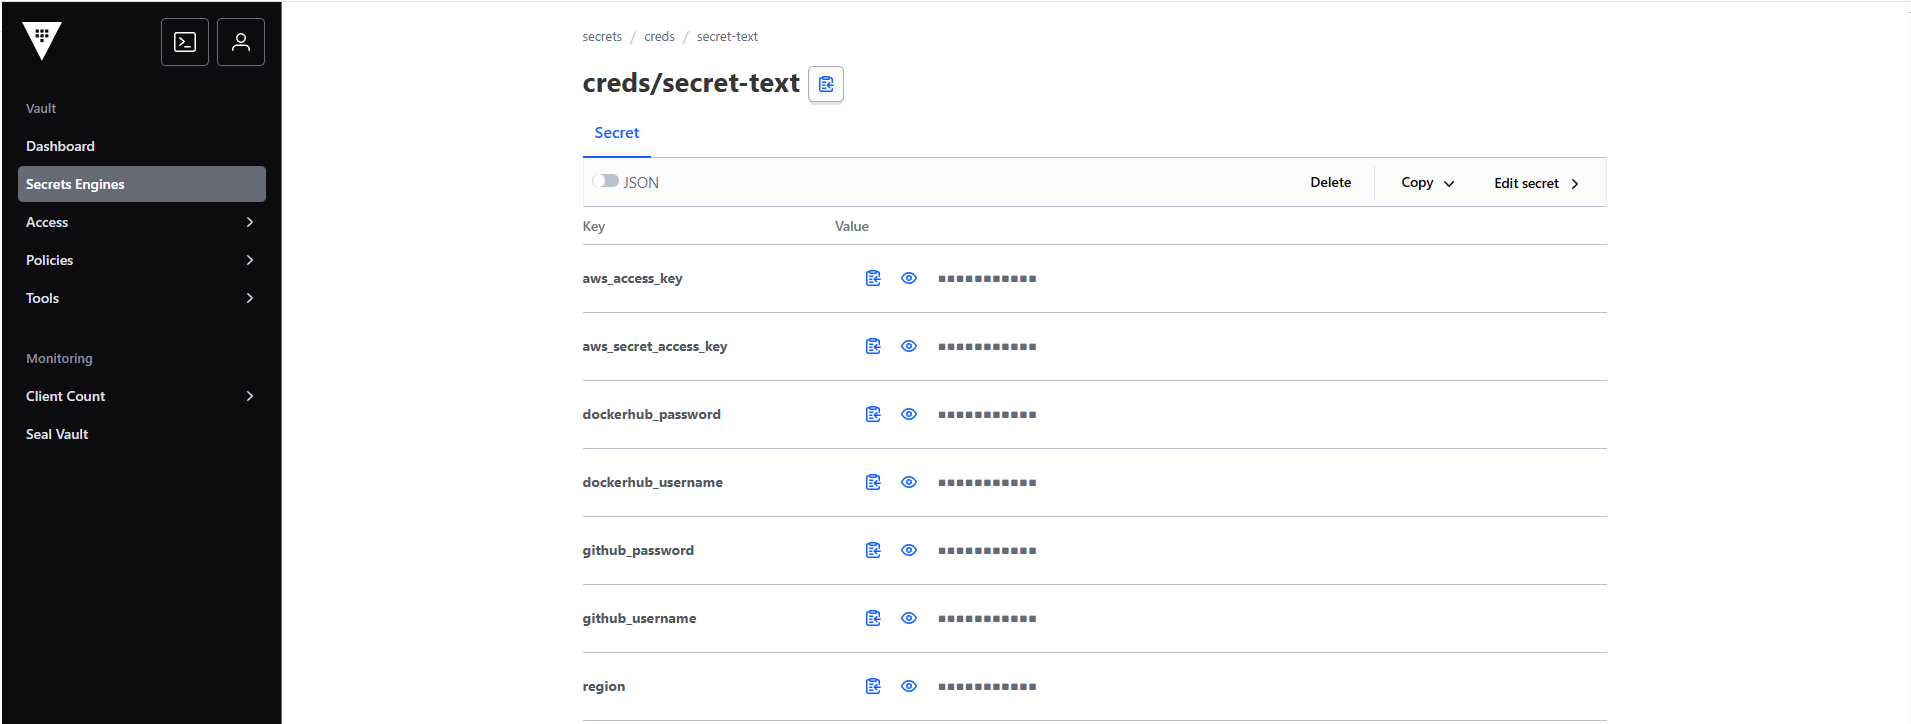 secrets / creds / secret-text
creds/secret-text
Vault
Dashboard
Secrets Engines
Access
Policies
Tools
Monitoring
Client Count
Seal Vault
Secret
JSON Delete Copy Edit secret
Key Value
aws_access_key
aws_secret_access_key
dockerhub_password
dockerhub_username
github_password
github_username
region